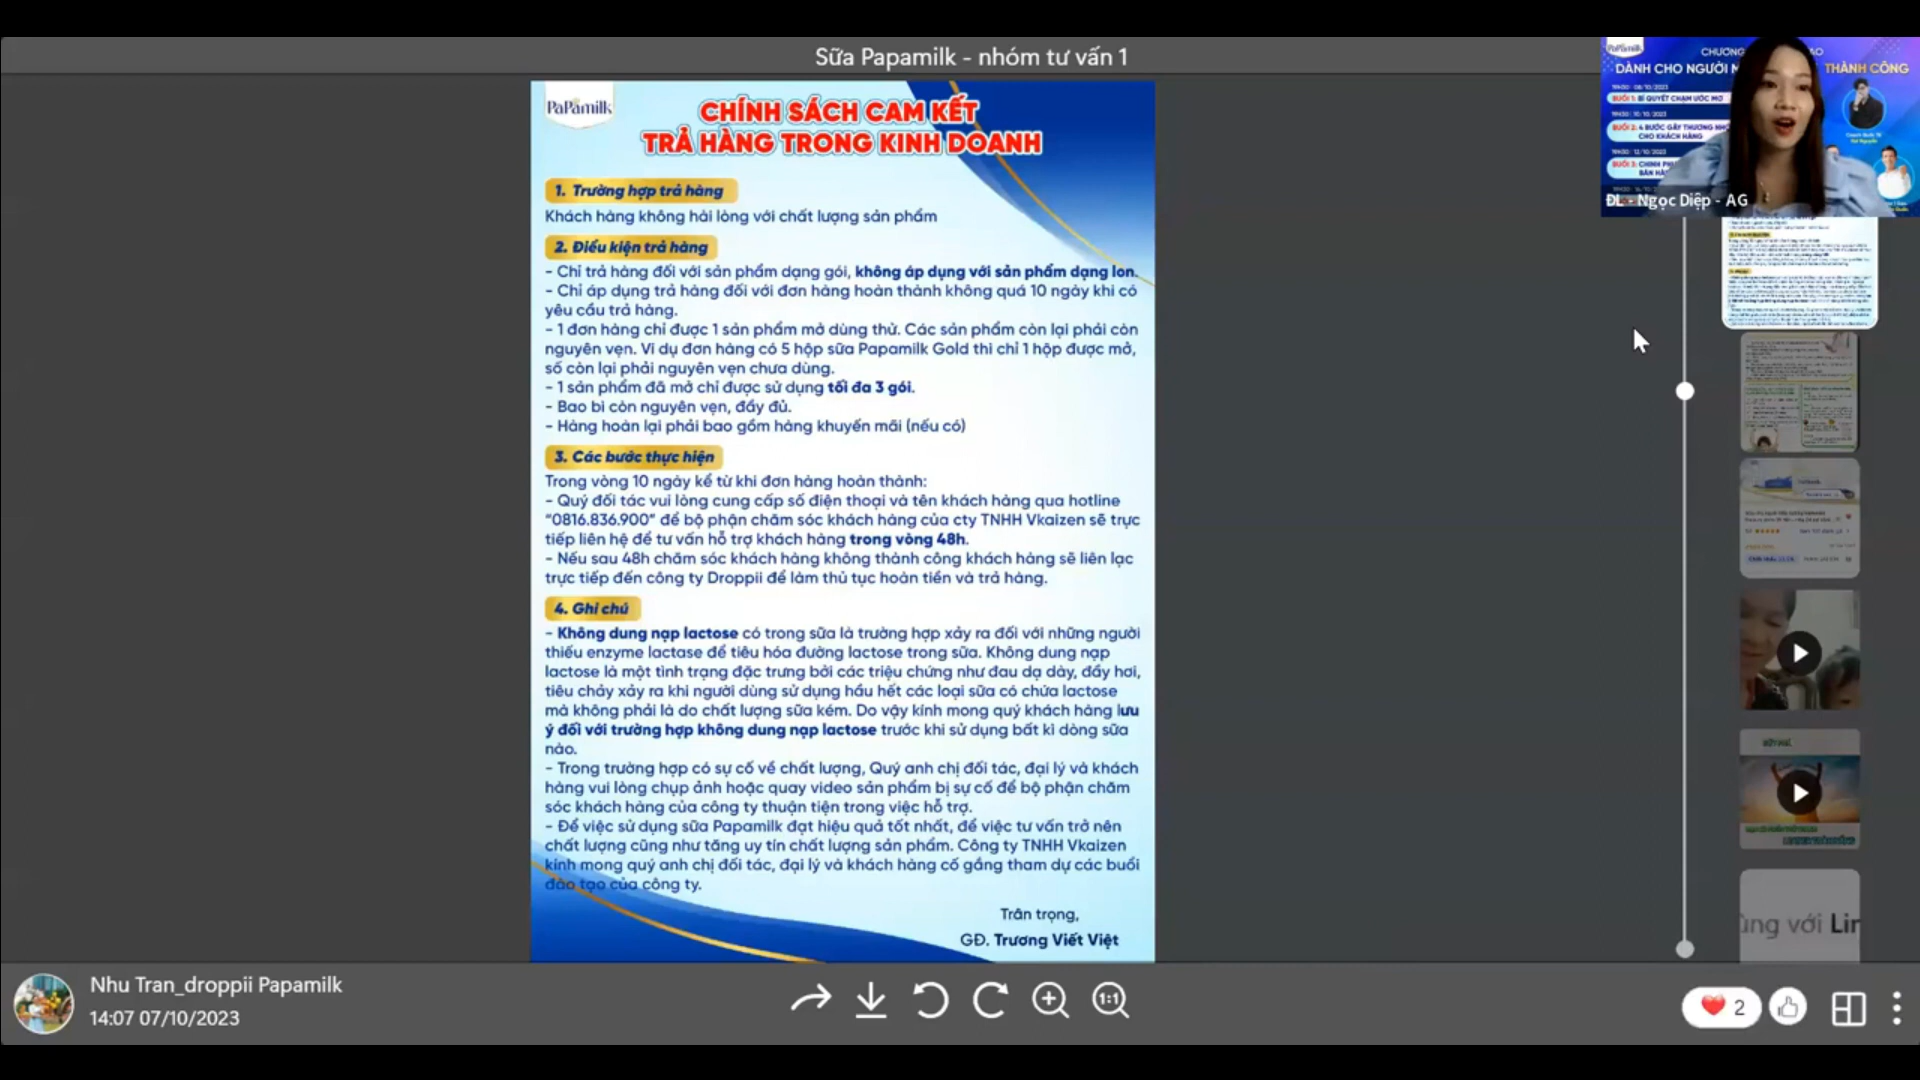 Sữa Papamilk - nhóm tư vấn 1
PaPamilk
CHÍNH SÁCH CAM KẾT
TRẢ HÀNG TRONG KINH DOANH
1. Trường hợp trả hàng
Khách hàng không hài lòng với chất lượng sản phẩm
2. Điều kiện trả hàng
- Chỉ trả hàng đối với sản phẩm dạng gói, không áp dụng với sản phẩm dạng lon.
- Chỉ áp dụng trả hàng đối với đơn hàng hoàn thành không quá 10 ngày khi có
yêu cầu trả hàng.
- 1 đơn hàng chỉ được 1 sản phẩm mở dùng thử. Các sản phẩm còn lại phải còn
nguyên vẹn. Ví dụ đơn hàng có 5 hộp sữa Papamilk Gold thì chỉ 1 hộp được mở,
số còn lại phải nguyên vẹn chưa dùng.
- 1 sản phẩm đã mở chỉ được sử dụng tối đa 3 gói.
- Bao bì còn nguyên vẹn, đầy đủ.
- Hàng hoàn lại phải bao gồm hàng khuyến mãi (nếu có)
3. Các bước thực hiện
Trong vòng 10 ngày kể từ khi đơn hàng hoàn thành:
- Quý đối tác vui lòng cung cấp số điện thoại và tên khách hàng qua hotline
"0816.836.900" để bộ phận chăm sóc khách hàng của cty TNHH Vkaizen sẽ trực
tiếp liên hệ để tư vấn hỗ trợ khách hàng trong vòng 48h.
- Nếu sau 48h chăm sóc khách hàng không thành công khách hàng sẽ liên lạc
trực tiếp đến công ty Droppii để làm thủ tục hoàn tiền và trả hàng.
4. Ghi chú
- Không dung nạp lactose có trong sữa là trường hợp xảy ra đối với những người
thiếu enzyme lactase để tiêu hóa đường lactose trong sữa. Không dung nạp
lactose là một tình trạng đặc trưng bởi các triệu chứng như đau dạ dày, đầy hơi,
tiêu chảy xảy ra khi người dùng sử dụng hầu hết các loại sữa có chứa lactose
mà không phải là do chất lượng sữa kém. Do vậy kính mong quý khách hàng lưu
ý đối với trường hợp không dung nạp lactose trước khi sử dụng bất kì dòng sữa
nào.
- Trong trường hợp có sự cố về chất lượng, Quý anh chị đối tác, đại lý và khách
hàng vui lòng chụp ảnh hoặc quay video sản phẩm bị sự cố để bộ phận chăm
sóc khách hàng của công ty thuận tiện trong việc hỗ trợ.
- Để việc sử dụng sữa Papamilk đạt hiệu quả tốt nhất, để việc tư vấn trở nên
chất lượng cũng như tăng uy tín chất lượng sản phẩm. Công ty TNHH Vkaizen
kính mong quý anh chị đối tác, đại lý và khách hàng cố gắng tham dự các buổi
đào tạo của công ty.
Trân trọng,
GĐ. Trương Viết Việt
PaPamilk
CHƯƠNG
DÀNH CHO NGƯỜI
THÀNH CÔNG
BUỔI 1: BÍ QUYẾT CHẠM ƯỚC MƠ
BUỔI 2: 4 BƯỚC GÂY THƯƠNG
CHO KHÁCH HÀNG
BUỔI 3: CHINH
ĐL - Ngọc Diệp - AG
với
Nhu Tran_droppii Papamilk
14:07 07/10/2023
1:1
2